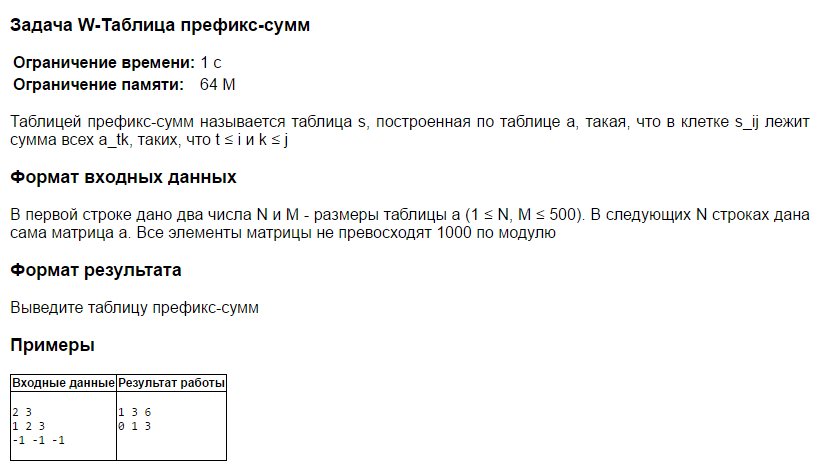 Задача W-Таблица префикс-сумм
Ограничение времени: 1 с
Ограничение памяти: 64 M
Таблицей префикс-сумм называется таблица s, построенная по таблице a, такая, что в клетке s_ij лежит
сумма всех a_tk, таких, что t ≤ i и k ≤ j
Формат входных данных
В первой строке дано два числа N и M - размеры таблицы a (1 ≤ N, M ≤ 500). В следующих N строках дана
сама матрица a. Все элементы матрицы не превосходят 1000 по модулю
Формат результата
Выведите таблицу префикс-сумм
Примеры
Входные данные Результат работы
2 3 1 3 6
1 2 3 0 1 3
-1 -1 -1